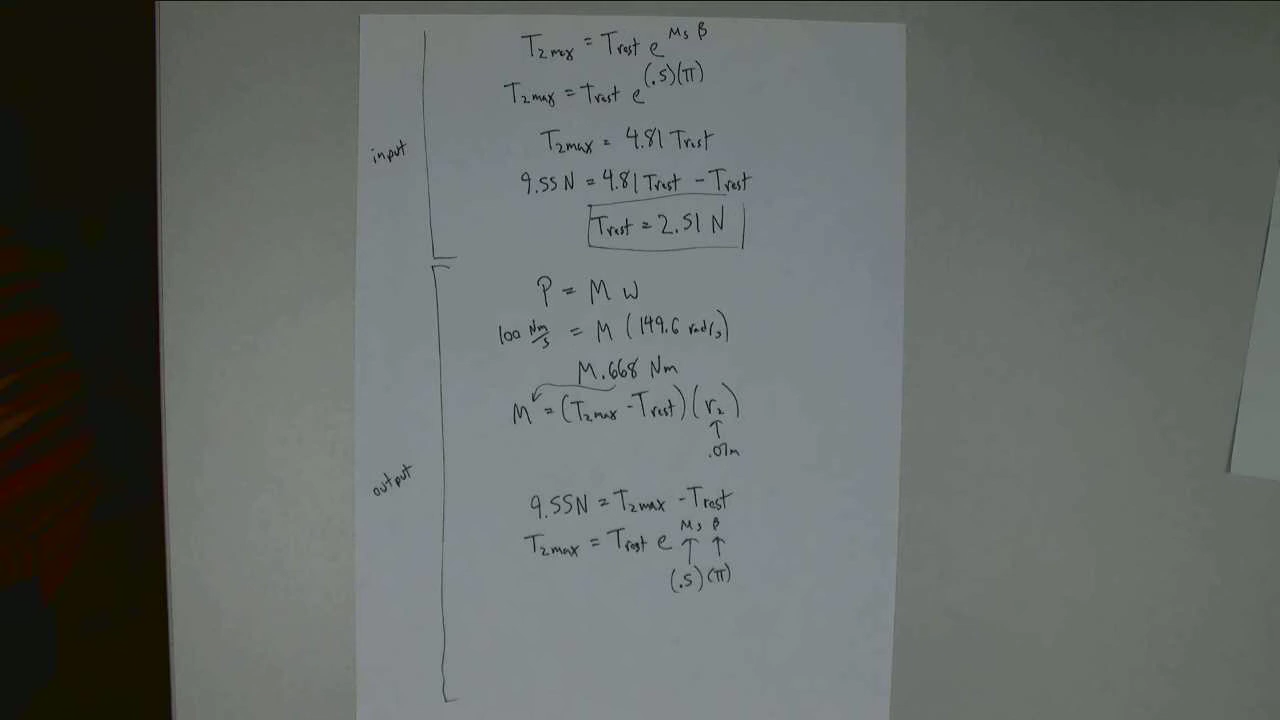 T₂max = Trest e^μs β
T₂max = Trest e^(.5)(π)
T₂max = 4.81 Trest
input
9.55 N = 4.81 Trest - Trest
Trest = 2.51 N
P = M ω
100 Nm/s = M (149.6 rad/s)
M .668 Nm
M = (T₂max - Trest)(r₂)
.07m
output
9.55N = T₂max - Trest
T₂max = Trest e^μs β
(.5)(π)